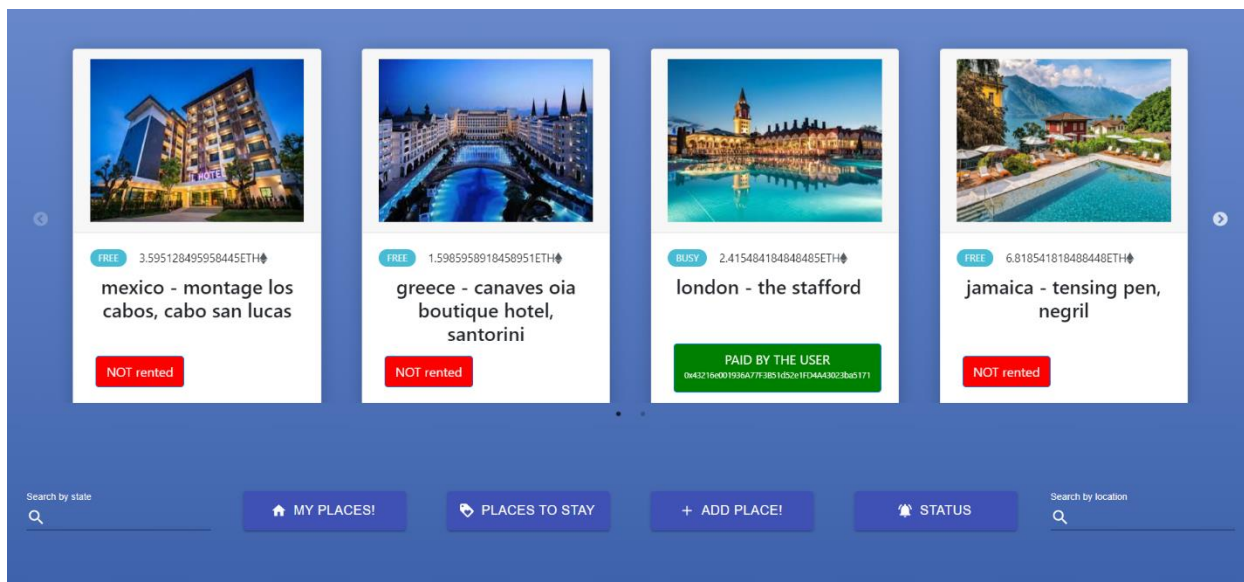 HOTEL
FREE 3.595128495958445ETH
mexico - montage los
cabos, cabo san lucas
NOT rented
FREE 1.5985958918458951ETH
greece - canaves oia
boutique hotel,
santorini
NOT rented
BUSY 2.415484184848485ETH
london - the stafford
PAID BY THE USER
0x43216e001936A77F3B51d52e1FD4A43023ba5171
FREE 6.818541818488448ETH
jamaica - tensing pen,
negril
NOT rented
Search by state
MY PLACES!
PLACES TO STAY
+ ADD PLACE!
STATUS
Search by location